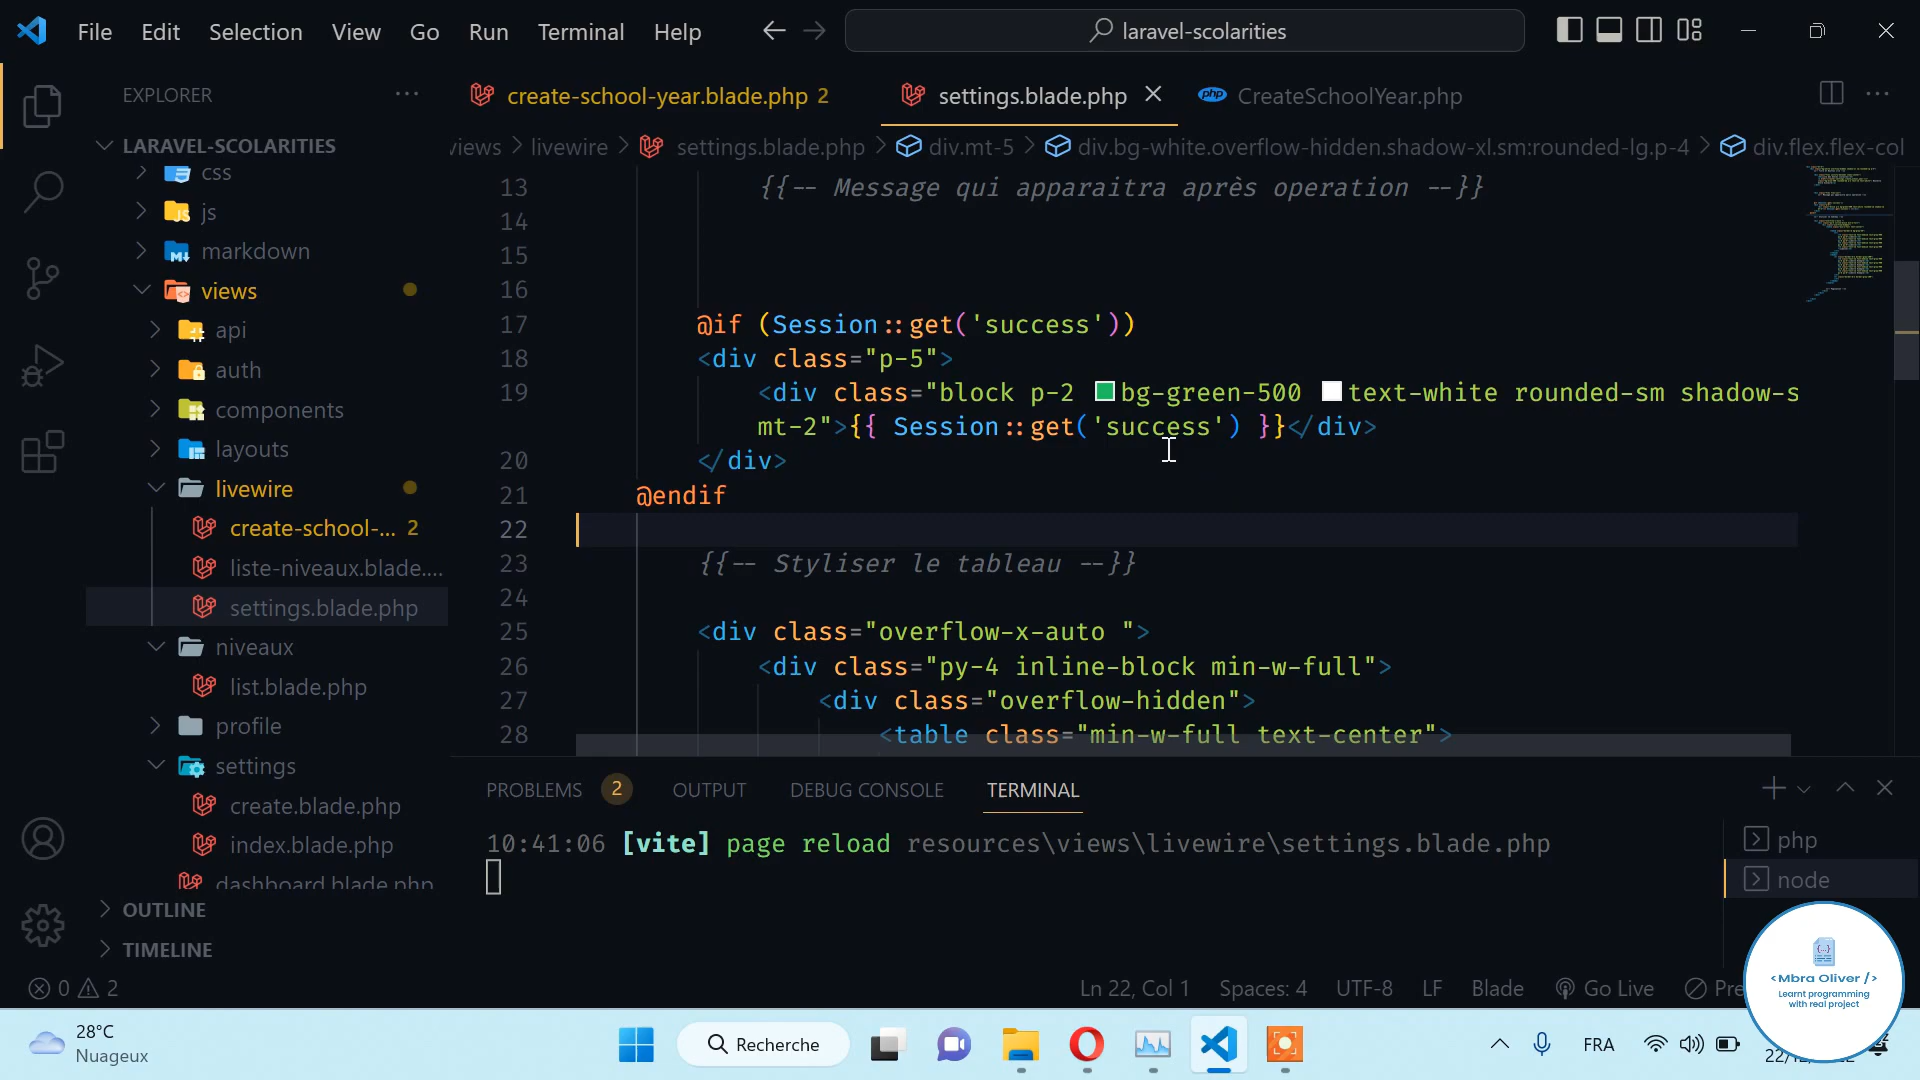 File Edit Selection View Go Run Terminal Help
laravel-scolarities
EXPLORER
create-school-year.blade.php 2
settings.blade.php
php CreateSchoolYear.php
views > livewire > settings.blade.php > div.mt-5 > div.bg-white.overflow-hidden.shadow-xl.sm:rounded-lg.p-4 > div.flex.flex-col
LARAVEL-SCOLARITIES
css
JS js
markdown
views
api
auth
components
layouts
livewire
create-school-... 2
liste-niveaux.blade....
settings.blade.php
niveaux
list.blade.php
profile
settings
create.blade.php
index.blade.php
dashboard.blade.php
OUTLINE
TIMELINE
13 {{-- Message qui apparaitra après operation --}}
14
15
16
17 @if (Session::get('success'))
18 <div class="p-5">
19 <div class="block p-2 bg-green-500 text-white rounded-sm shadow-s
mt-2">{{ Session::get('success') }}</div>
20 </div>
21 @endif
22
23 {{-- Styliser le tableau --}}
24
25 <div class="overflow-x-auto ">
26 <div class="py-4 inline-block min-w-full">
27 <div class="overflow-hidden">
28 <table class="min-w-full text-center">
PROBLEMS 2 OUTPUT DEBUG CONSOLE TERMINAL
10:41:06 [vite] page reload resources\views\livewire\settings.blade.php
php
node
0 2
Ln 22, Col 1 Spaces: 4 UTF-8 LF Blade Go Live
{...}
<Mbra Oliver />
Learnt programming
with real project
28°C
Nuageux
Recherche
FRA